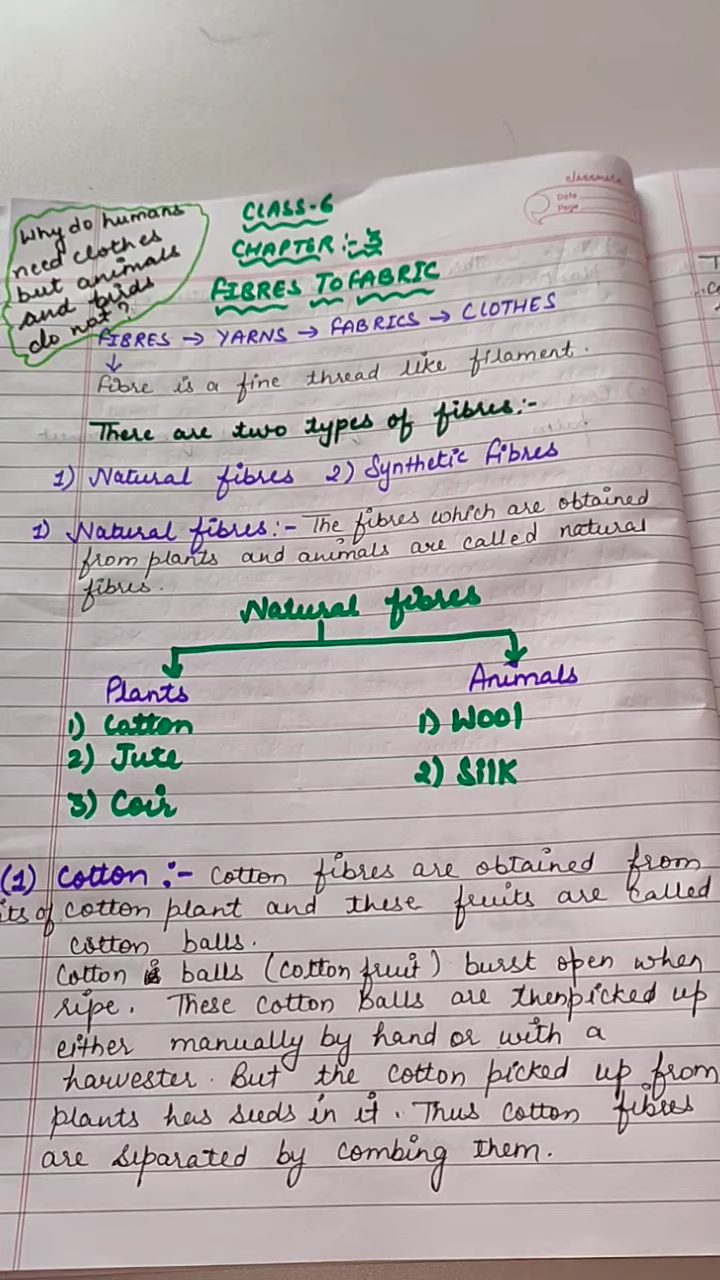 classmate
Date
Page
Why do humans
need clothes
but animals
and birds
do not?
CLASS-6
CHAPTER :- 3
FIBRES TO FABRIC
FIBRES → YARNS → FABRICS → CLOTHES
↓
Fibre is a fine thread like filament.
There are two types of fibres:-
1) Natural fibres 2) Synthetic Fibres
1) Natural fibres:- The fibres which are obtained
from plants and animals are called natural
fibres.
Natural fibres
Plants Animals
1) Catton 1) Wool
2) Jute 2) Silk
3) Coir
(1) Cotton :- Cotton fibres are obtained from
its of cotton plant and these fruits are called
cotton balls.
Cotton balls (cotton fruit) burst open when
ripe. These cotton balls are then picked up
either manually by hand or with a
harvester. But the cotton picked up from
plants has seeds in it. Thus cotton fibres
are separated by combing them.